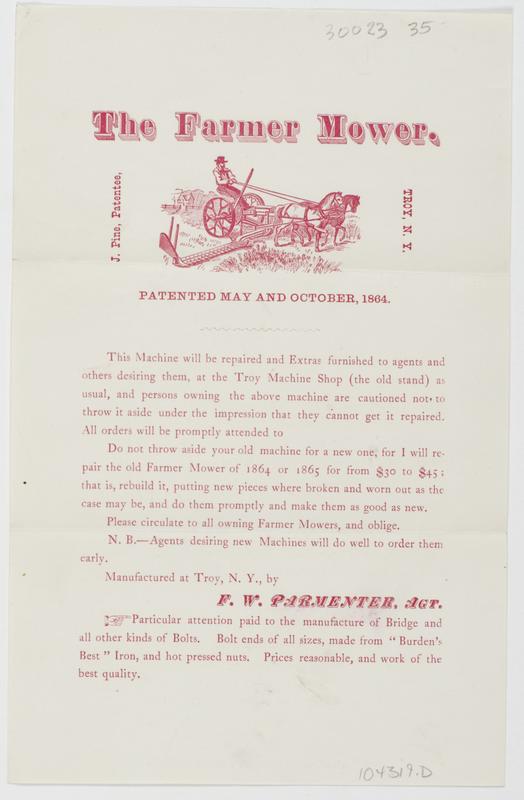 30023 35
The Farmer Mower.
J. Pine, Patentee,
TROY, N. Y.
PATENTED MAY AND OCTOBER, 1864.
This Machine will be repaired and Extras furnished to agents and
others desiring them, at the Troy Machine Shop (the old stand) as
usual, and persons owning the above machine are cautioned not to
throw it aside under the impression that they cannot get it repaired.
All orders will be promptly attended to
Do not throw aside your old machine for a new one, for I will re-
pair the old Farmer Mower of 1864 or 1865 for from $30 to $45;
that is, rebuild it, putting new pieces where broken and worn out as the
case may be, and do them promptly and make them as good as new.
Please circulate to all owning Farmer Mowers, and oblige.
N. B.—Agents desiring new Machines will do well to order them
early.
Manufactured at Troy, N. Y., by
F. W. PARMENTER, AGT.
☞Particular attention paid to the manufacture of Bridge and
all other kinds of Bolts. Bolt ends of all sizes, made from "Burden's
Best" Iron, and hot pressed nuts. Prices reasonable, and work of the
best quality.
104319.D